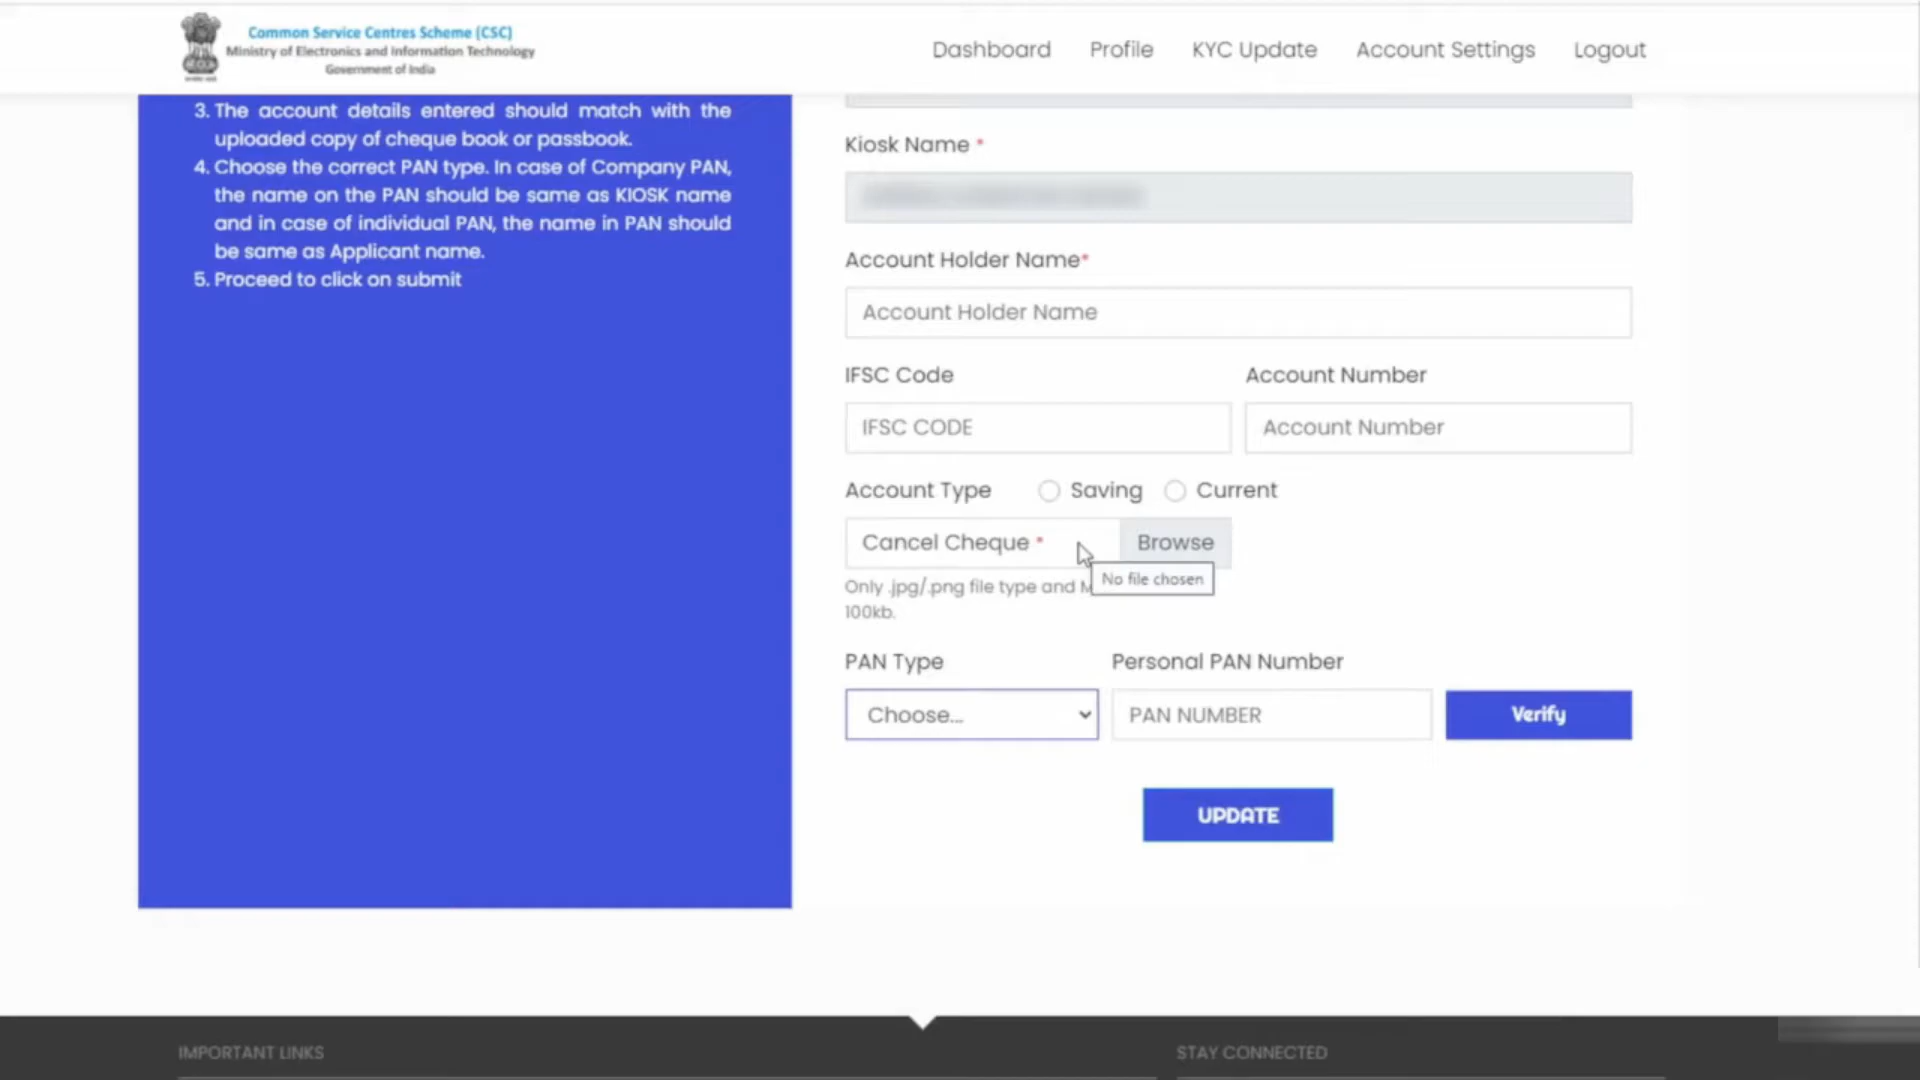 Common Service Centres Scheme (CSC)
Ministry of Electronics and Information Technology
Government of India
Dashboard
Profile
KYC Update
Account Settings
Logout
3. The account details entered should match with the
uploaded copy of cheque book or passbook.
4. Choose the correct PAN type. In case of Company PAN,
the name on the PAN should be same as KIOSK name
and in case of individual PAN, the name in PAN should
be same as Applicant name.
5. Proceed to click on submit
Kiosk Name *
Account Holder Name*
Account Holder Name
IFSC Code
Account Number
IFSC CODE
Account Number
Account Type
Saving
Current
Cancel Cheque *
Browse
No file chosen
Only .jpg/.png file type and
100kb.
PAN Type
Personal PAN Number
Choose...
PAN NUMBER
Verify
UPDATE
IMPORTANT LINKS
STAY CONNECTED